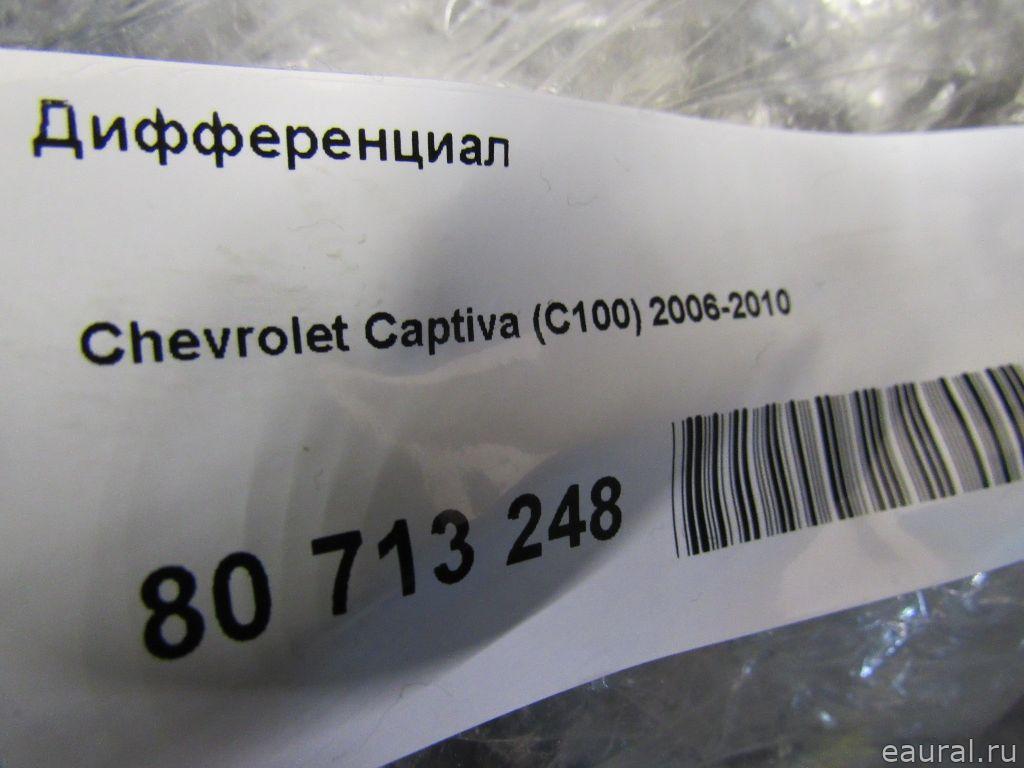 Дифференциал
Chevrolet Captiva (C100) 2006-2010
80 713 248
eaural.ru